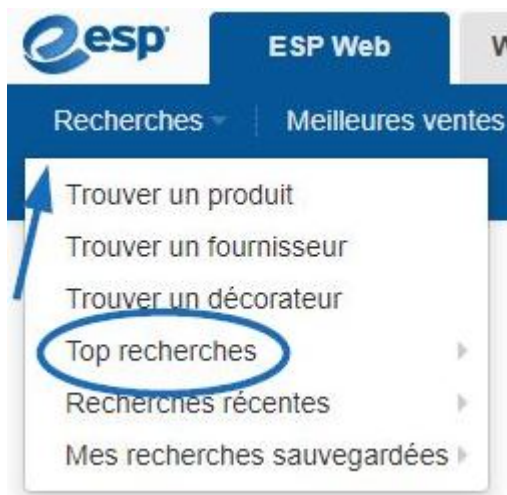 esp ESP Web W
Recherches Meilleures ventes
Trouver un produit
Trouver un fournisseur
Trouver un décorateur
Top recherches
Recherches récentes
Mes recherches sauvegardées